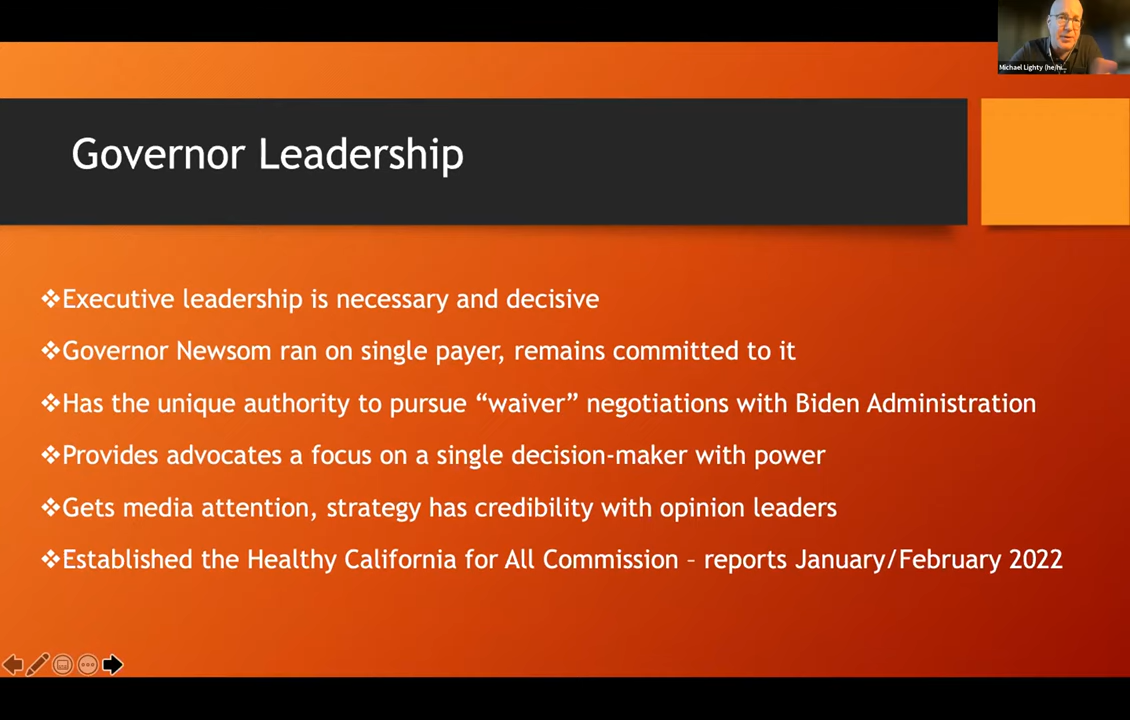 Michael Lighty (he/hi...
Governor Leadership
❖Executive leadership is necessary and decisive
❖Governor Newsom ran on single payer, remains committed to it
❖Has the unique authority to pursue “waiver” negotiations with Biden Administration
❖Provides advocates a focus on a single decision-maker with power
❖Gets media attention, strategy has credibility with opinion leaders
❖Established the Healthy California for All Commission – reports January/February 2022